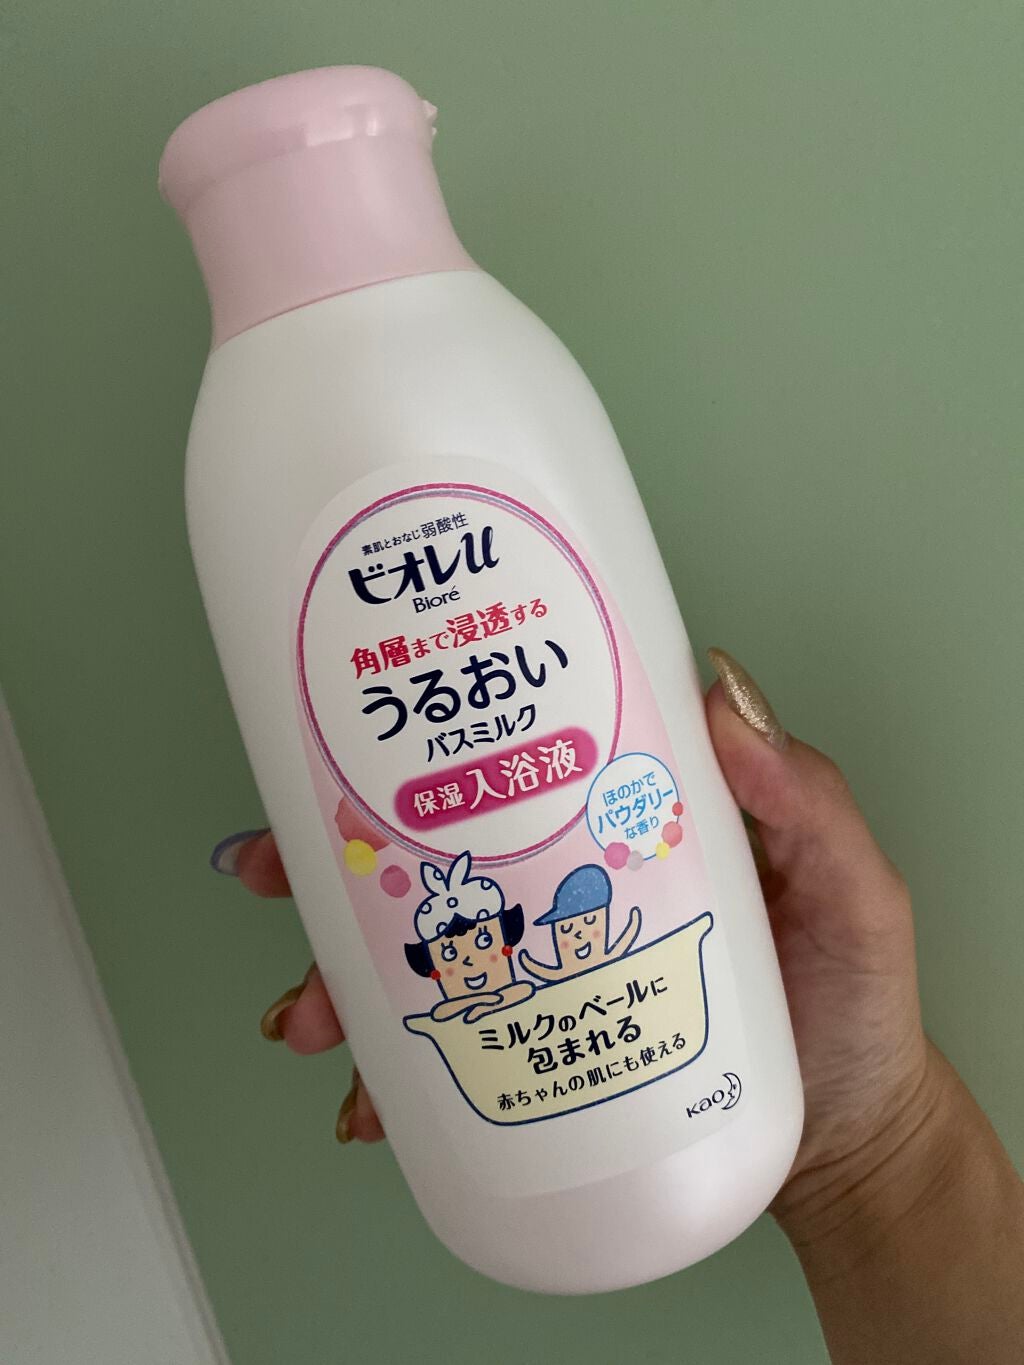 素肌とおなじ弱酸性
ビオレu
Bioré
角層まで浸透する
うるおい
バスミルク
保湿入浴液
ほのかで
パウダリー
な香り
ミルクのベールに
包まれる
赤ちゃんの肌にも使える
Kao